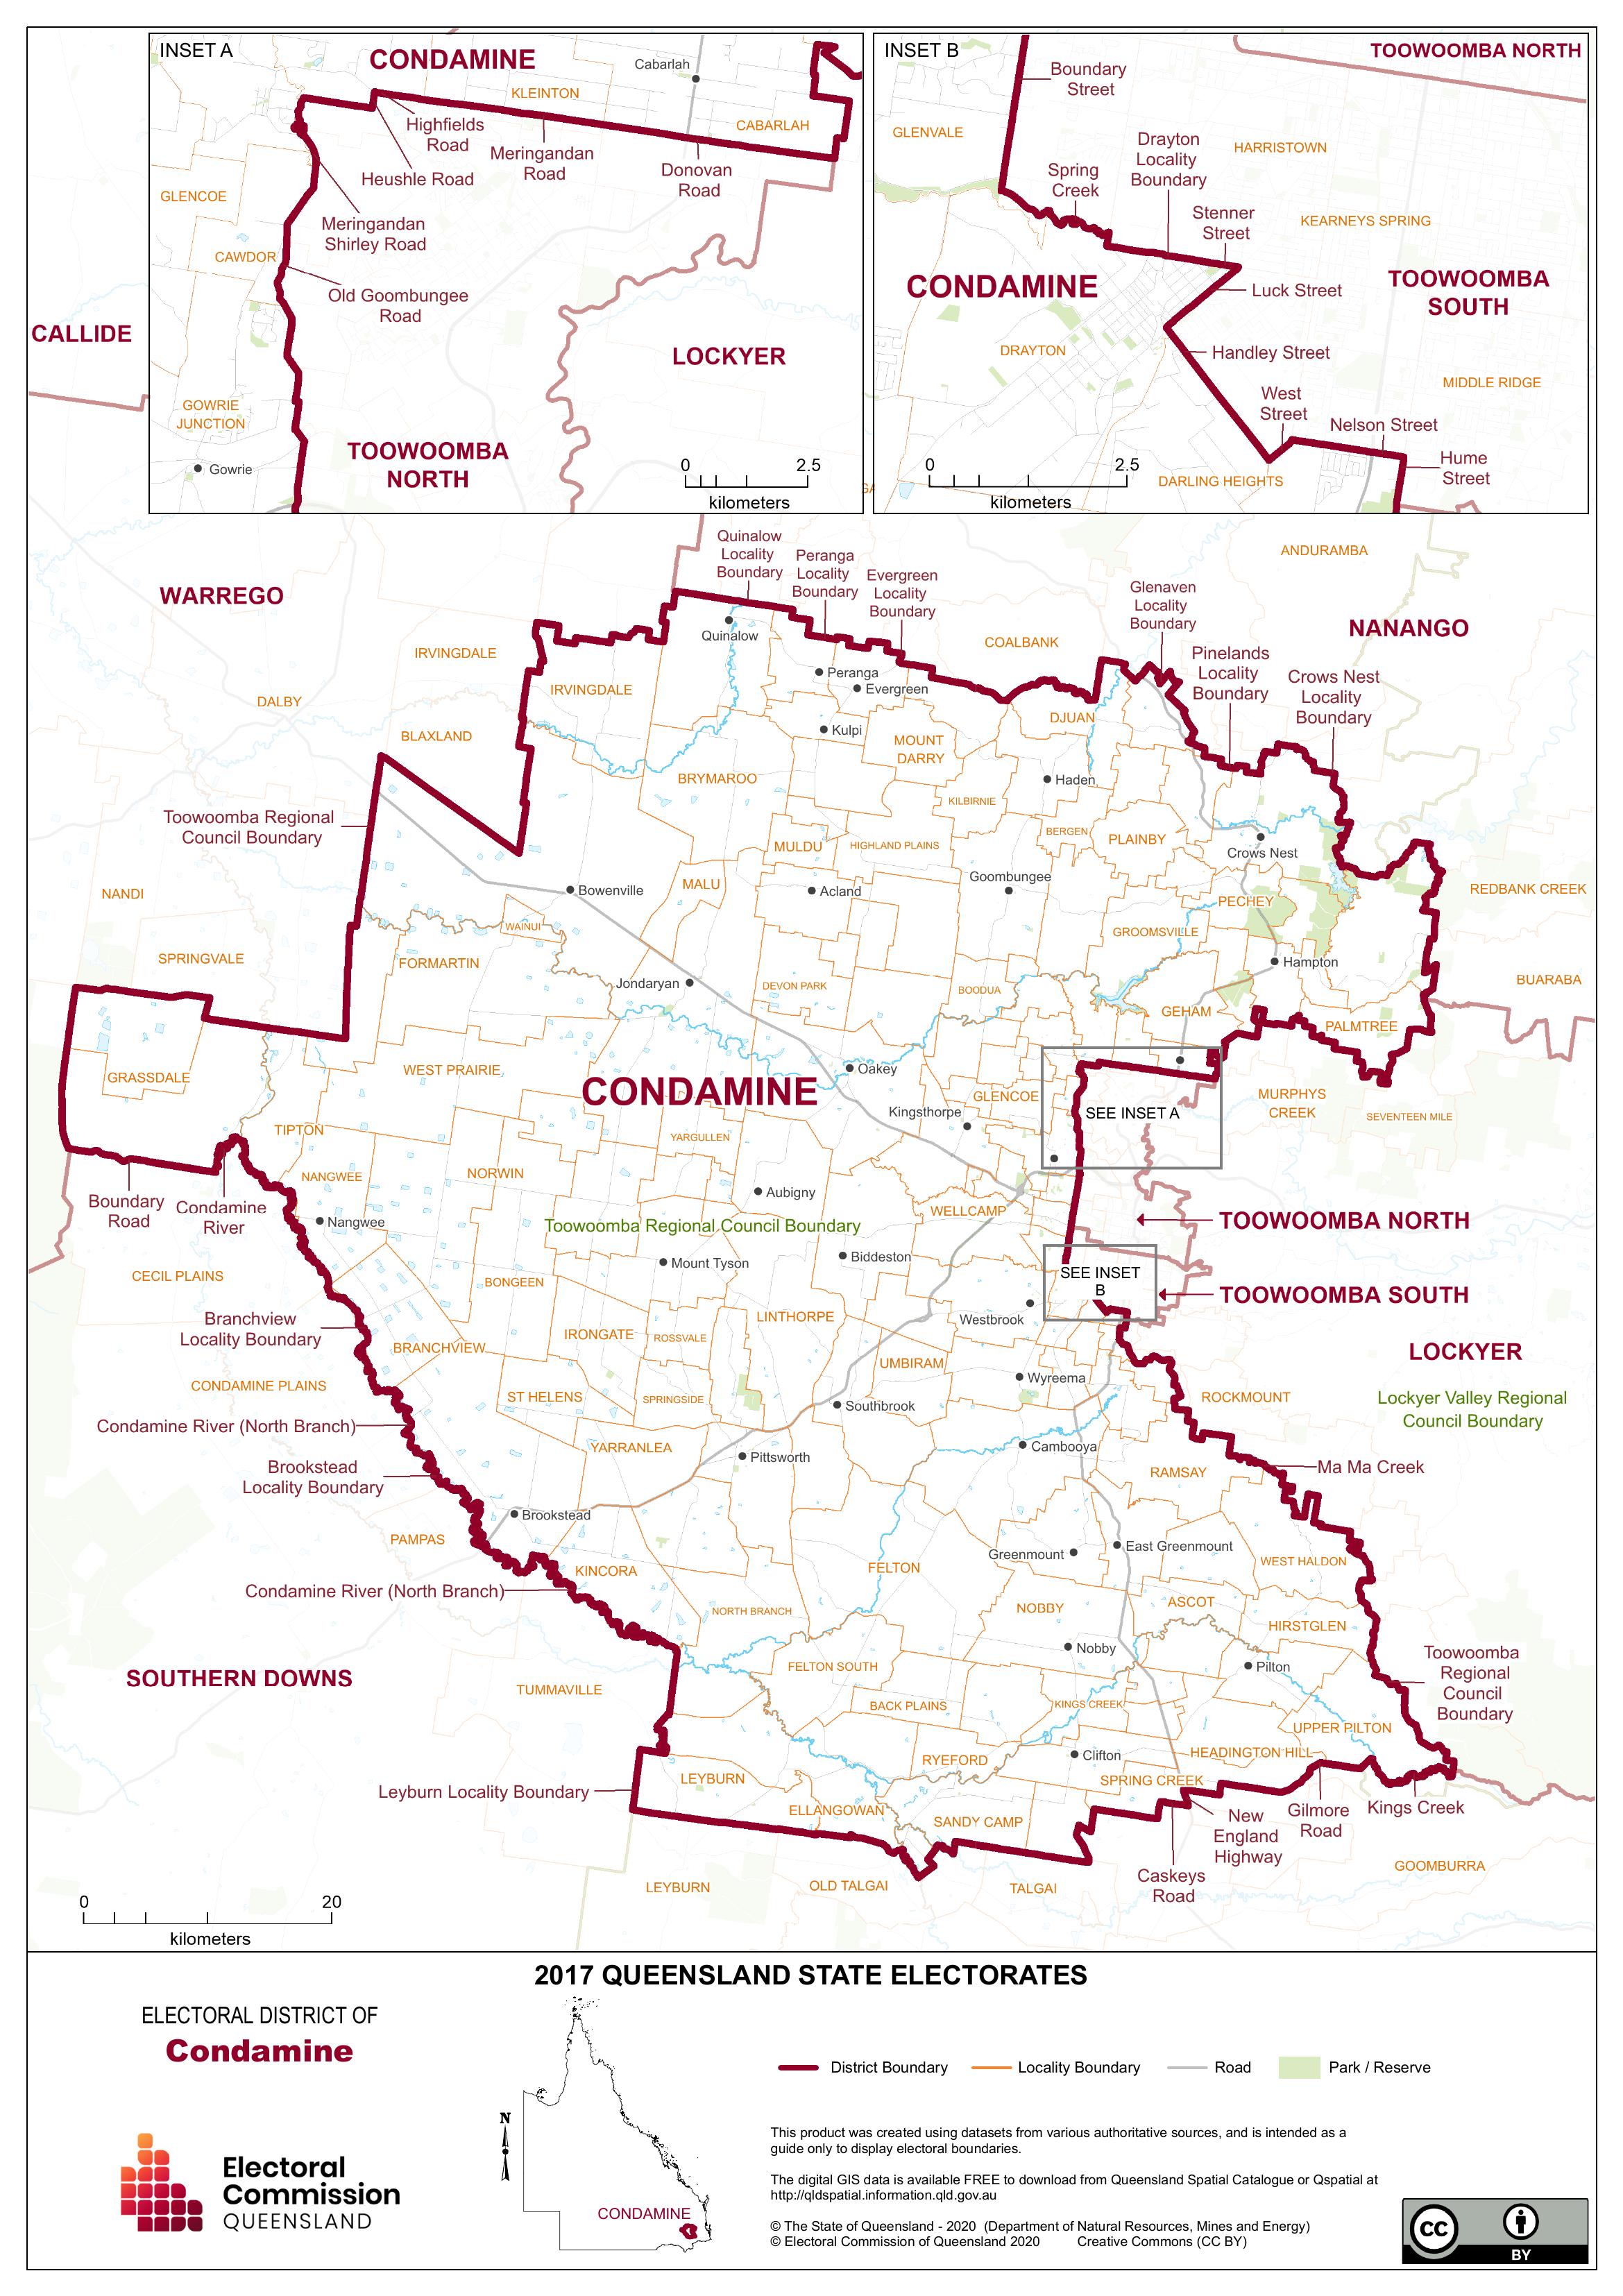 INSET A
CONDAMINE
Cabarlah
KLEINTON
CABARLAH
Highfields
Road
Meringandan
Road
Heushle Road
Donovan
Road
GLENCOE
Meringandan
Shirley Road
CAWDOR
Old Goombungee
Road
LOCKYER
GOWRIE
JUNCTION
TOOWOOMBA
NORTH
Gowrie
0 2.5
kilometers
INSET B
TOOWOOMBA NORTH
Boundary
Street
GLENVALE
Drayton
Locality
Boundary
HARRISTOWN
Spring
Creek
Stenner
Street
KEARNEYS SPRING
CONDAMINE
TOOWOOMBA
SOUTH
Luck Street
DRAYTON
Handley Street
MIDDLE RIDGE
West
Street
Nelson Street
Hume
Street
0 2.5
kilometers
DARLING HEIGHTS
CALLIDE
Quinalow
Locality
Boundary
Peranga
Locality
Boundary
Evergreen
Locality
Boundary
ANDURAMBA
WARREGO
Glenaven
Locality
Boundary
NANANGO
Quinalow
COALBANK
IRVINGDALE
Pinelands
Locality
Boundary
Crows Nest
Locality
Boundary
Peranga
Evergreen
IRVINGDALE
DALBY
DJUAN
BLAXLAND
Kulpi
MOUNT
DARRY
BRYMAROO
Haden
KILBIRNIE
Toowoomba Regional
Council Boundary
BERGEN
PLAINBY
MULDU
HIGHLAND PLAINS
Crows Nest
Goombungee
MALU
Bowenville
Acland
NANDI
REDBANK CREEK
PECHEY
WAINUI
GROOMSVILLE
SPRINGVALE
FORMARTIN
Hampton
Jondaryan
DEVON PARK
BOODUA
BUARABA
GEHAM
PALMTREE
GRASSDALE
WEST PRAIRIE
CONDAMINE
Oakey
GLENCOE
Kingsthorpe
SEE INSET A
MURPHYS
CREEK
SEVENTEEN MILE
TIPTON
YARGULLEN
NANGWEE
NORWIN
Boundary
Road
Condamine
River
Aubigny
WELLCAMP
Nangwee
Toowoomba Regional Council Boundary
TOOWOOMBA NORTH
Mount Tyson
Biddeston
CECIL PLAINS
BONGEEN
SEE INSET
B
TOOWOOMBA SOUTH
Branchview
Locality Boundary
LINTHORPE
Westbrook
IRONGATE
ROSSVALE
BRANCHVIEW
LOCKYER
UMBIRAM
CONDAMINE PLAINS
ST HELENS
SPRINGSIDE
Wyreema
ROCKMOUNT
Lockyer Valley Regional
Council Boundary
Southbrook
Condamine River (North Branch)
YARRANLEA
Cambooya
Pittsworth
Brookstead
Locality Boundary
RAMSAY
Ma Ma Creek
Brookstead
PAMPAS
Greenmount
East Greenmount
WEST HALDON
KINCORA
FELTON
Condamine River (North Branch)
NORTH BRANCH
NOBBY
ASCOT
HIRSTGLEN
Nobby
SOUTHERN DOWNS
FELTON SOUTH
Pilton
Toowoomba
Regional
Council
Boundary
TUMMAVILLE
BACK PLAINS
KINGS CREEK
UPPER PILTON
RYEFORD
Clifton
HEADINGTON HILL
LEYBURN
SPRING CREEK
Leyburn Locality Boundary
ELLANGOWAN
SANDY CAMP
New
England
Highway
Gilmore
Road
Kings Creek
Caskeys
Road
GOOMBURRA
LEYBURN
OLD TALGAI
TALGAI
0 20
kilometers
2017 QUEENSLAND STATE ELECTORATES
ELECTORAL DISTRICT OF
Condamine
District Boundary
Locality Boundary
Road
Park / Reserve
N
CONDAMINE
Electoral
Commission
QUEENSLAND
This product was created using datasets from various authoritative sources, and is intended as a
guide only to display electoral boundaries.
The digital GIS data is available FREE to download from Queensland Spatial Catalogue or Qspatial at
http://qldspatial.information.qld.gov.au
© The State of Queensland - 2020 (Department of Natural Resources, Mines and Energy)
© Electoral Commission of Queensland 2020 Creative Commons (CC BY)
CC
BY